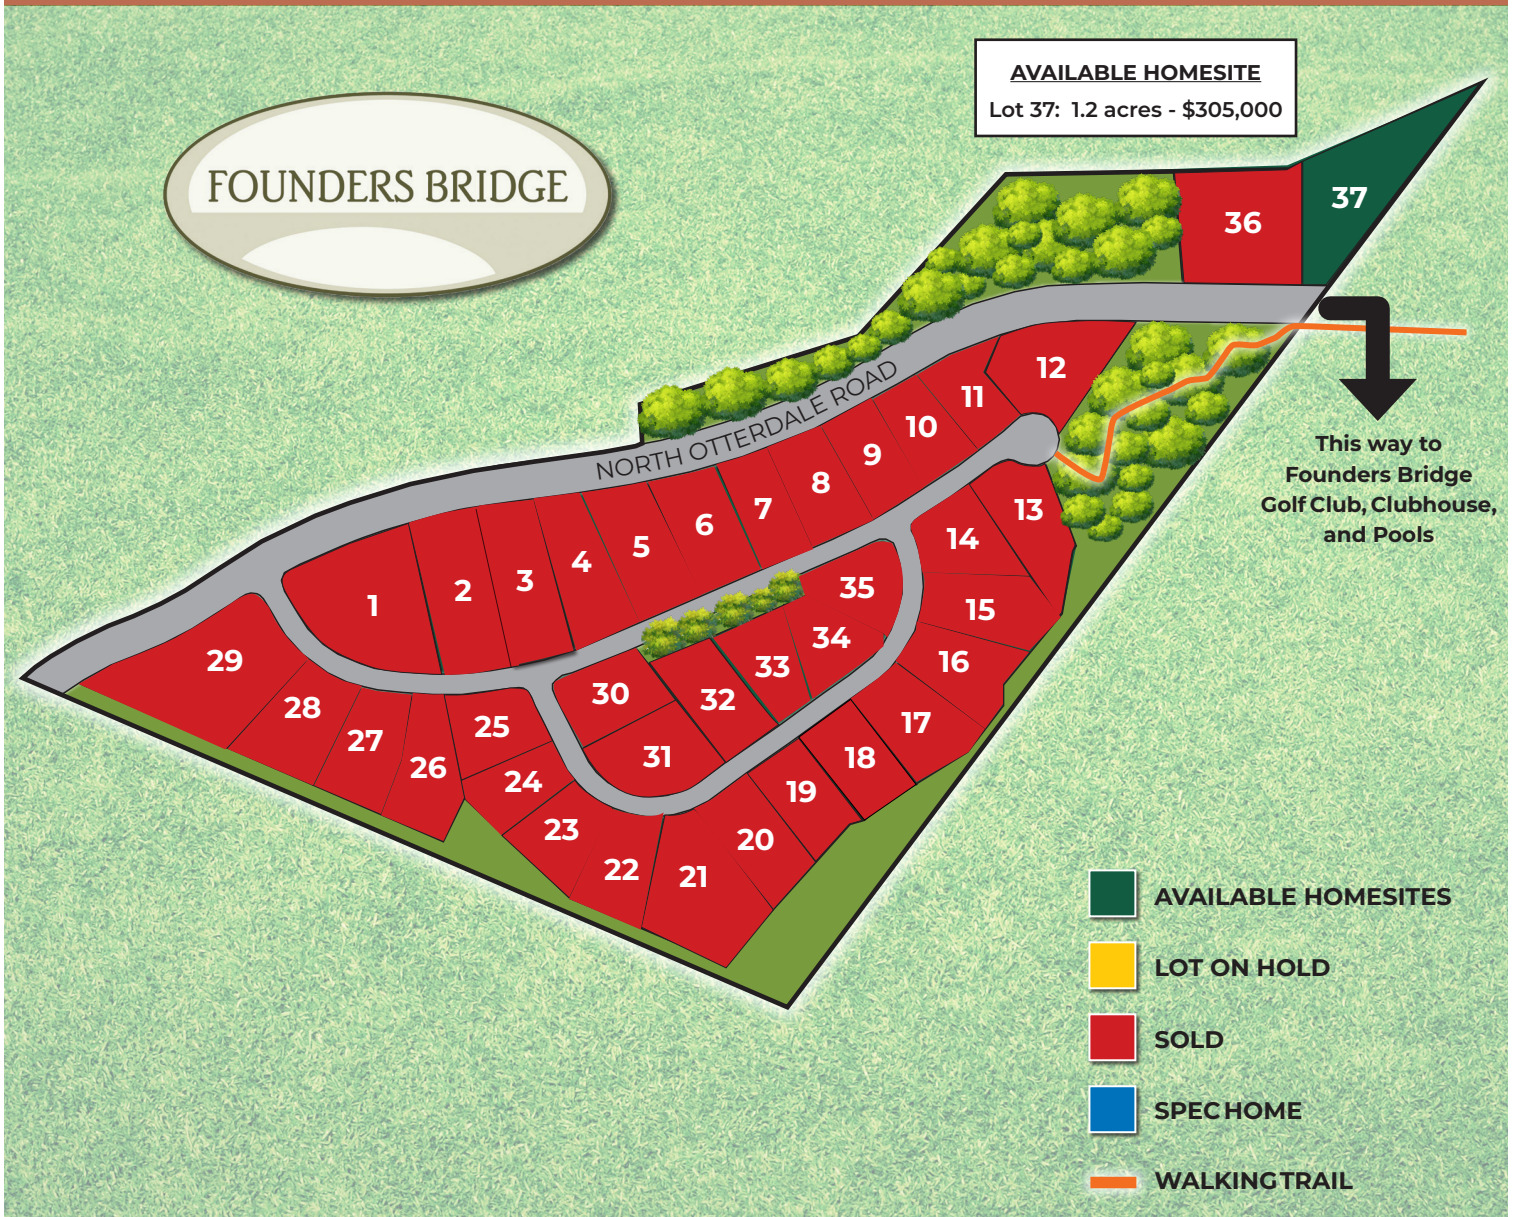 AVAILABLE HOMESITE
Lot 37: 1.2 acres - $305,000
FOUNDERS BRIDGE
37
36
12
NORTH OTTERDALE ROAD
11
10
9
8
7
6
5
4
3
2
1
13
14
15
16
17
18
19
20
21
22
23
24
25
26
27
28
29
30
31
32
33
34
35
This way to
Founders Bridge
Golf Club, Clubhouse,
and Pools
AVAILABLE HOMESITES
LOT ON HOLD
SOLD
SPEC HOME
WALKING TRAIL